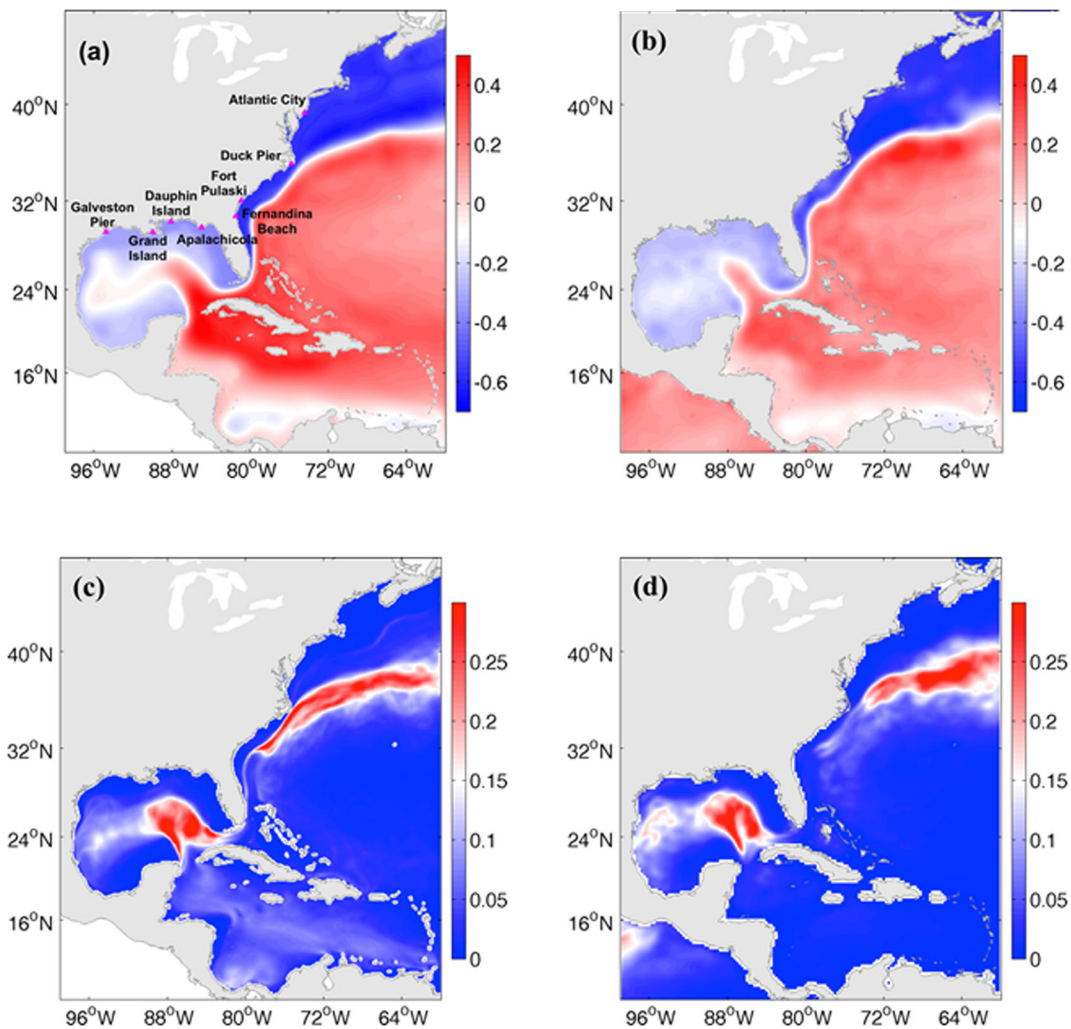 (a)
40°N
32°N
24°N
16°N
96°W 88°W 80°W 72°W 64°W
Atlantic City
Duck Pier
Fort
Pulaski
Dauphin
Island
Galveston
Pier
Grand
Island
Apalachicola
Fernandina
Beach
0.4
0.2
0
-0.2
-0.4
-0.6
(b)
40°N
32°N
24°N
16°N
96°W 88°W 80°W 72°W 64°W
0.4
0.2
0
-0.2
-0.4
-0.6
(c)
40°N
32°N
24°N
16°N
96°W 88°W 80°W 72°W 64°W
0.25
0.2
0.15
0.1
0.05
0
(d)
40°N
32°N
24°N
16°N
96°W 88°W 80°W 72°W 64°W
0.25
0.2
0.15
0.1
0.05
0